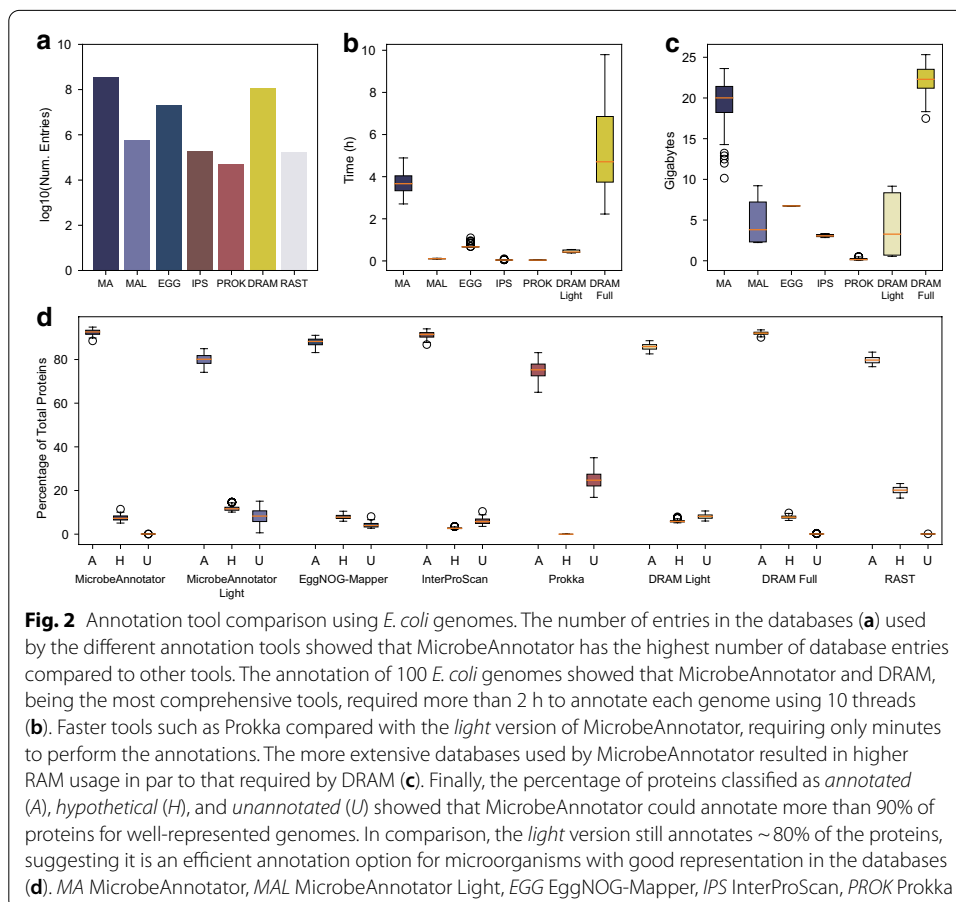 a
10
8
6
4
2
0
log10(Num. Entries)
MA MAL EGG IPS PROK DRAM RAST
b
10
8
6
4
2
0
Time (h)
MA MAL EGG IPS PROK DRAM Light DRAM Full
c
25
20
15
10
5
0
Gigabytes
MA MAL EGG IPS PROK DRAM Light DRAM Full
d
80
60
40
20
0
Percentage of Total Proteins
A H U A H U A H U A H U A H U A H U A H U A H U
MicrobeAnnotator MicrobeAnnotator Light EggNOG-Mapper InterProScan Prokka DRAM Light DRAM Full RAST
Fig. 2 Annotation tool comparison using E. coli genomes. The number of entries in the databases (a) used
by the different annotation tools showed that MicrobeAnnotator has the highest number of database entries
compared to other tools. The annotation of 100 E. coli genomes showed that MicrobeAnnotator and DRAM,
being the most comprehensive tools, required more than 2 h to annotate each genome using 10 threads
(b). Faster tools such as Prokka compared with the light version of MicrobeAnnotator, requiring only minutes
to perform the annotations. The more extensive databases used by MicrobeAnnotator resulted in higher
RAM usage in par to that required by DRAM (c). Finally, the percentage of proteins classified as annotated
(A), hypothetical (H), and unannotated (U) showed that MicrobeAnnotator could annotate more than 90% of
proteins for well-represented genomes. In comparison, the light version still annotates ~ 80% of the proteins,
suggesting it is an efficient annotation option for microorganisms with good representation in the databases
(d). MA MicrobeAnnotator, MAL MicrobeAnnotator Light, EGG EggNOG-Mapper, IPS InterProScan, PROK Prokka